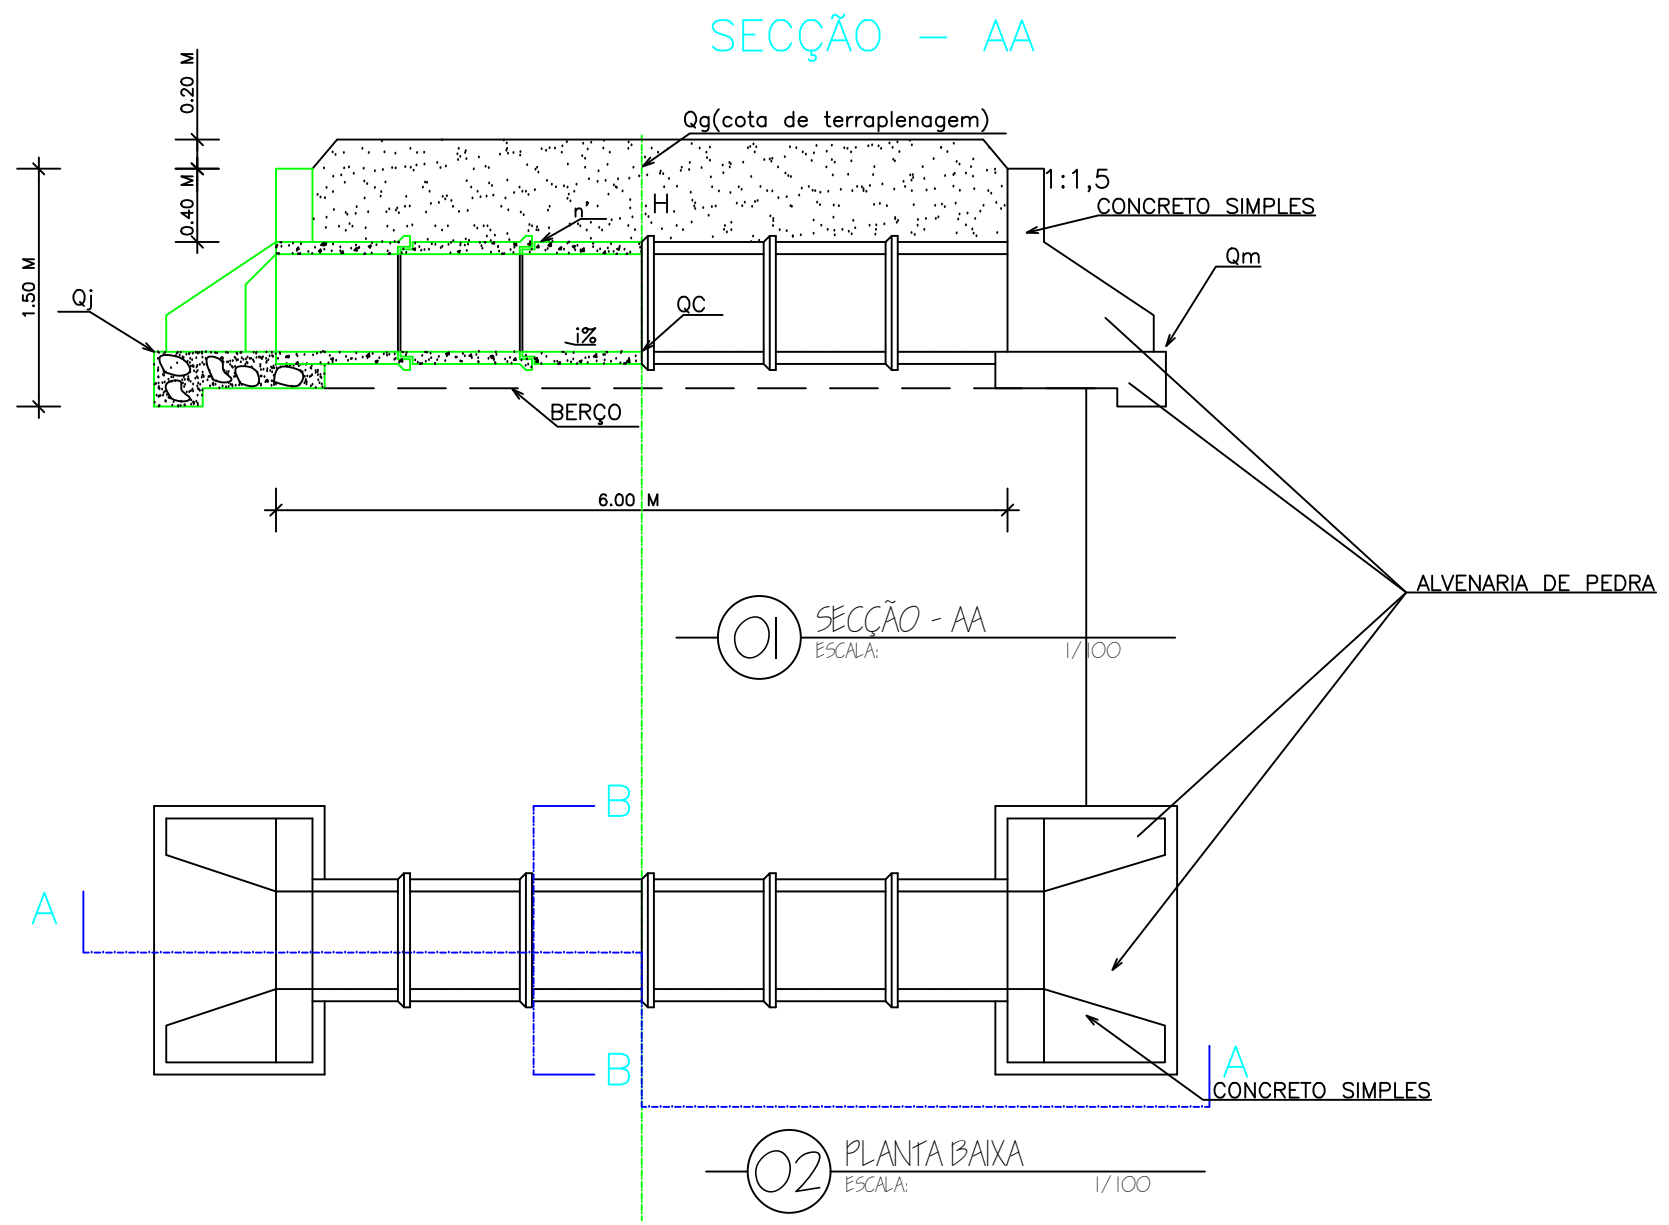 SECÇÃO - AA
0.20 M
Qg(cota de terraplenagem)
1:1,5
0.40 M
n'
H
CONCRETO SIMPLES
1.50 M
Qj
Qm
QC
i%
BERÇO
6.00 M
ALVENARIA DE PEDRA
01
SECÇÃO - AA
ESCALA: 1/100
B
A
B
A
CONCRETO SIMPLES
02
PLANTA BAIXA
ESCALA: 1/100